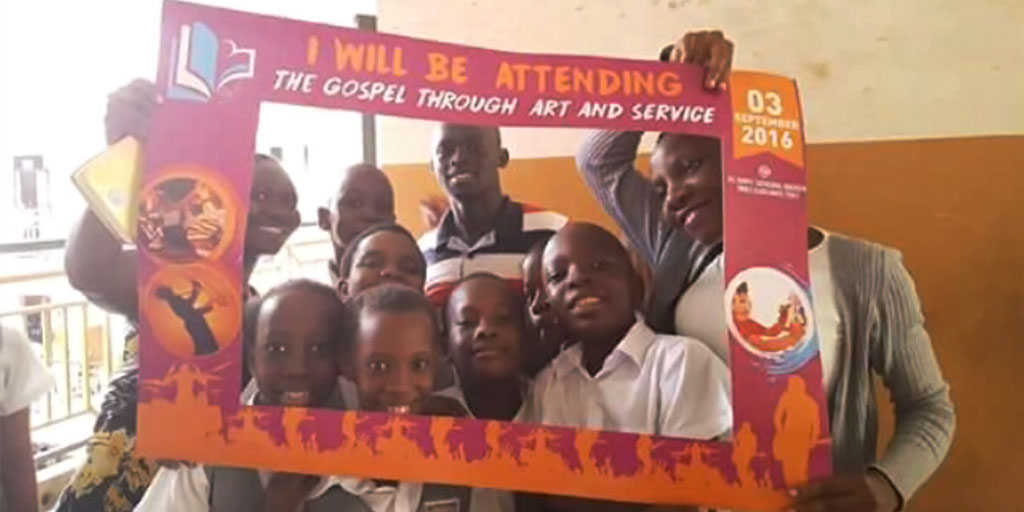 I WILL BE ATTENDING
THE GOSPEL THROUGH ART AND SERVICE
03
SEPTEMBER
2016